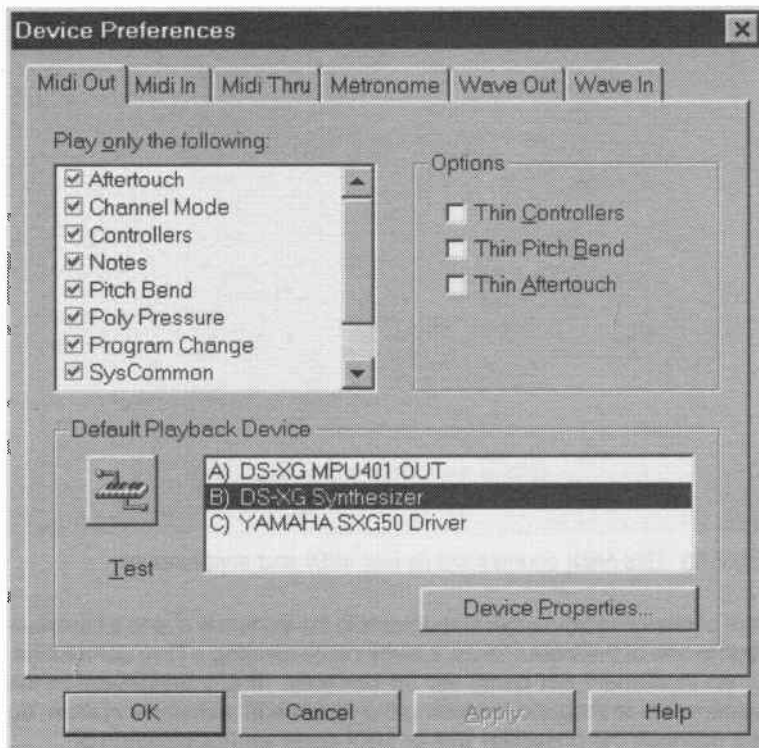 Device Preferences
Midi Out Midi In Midi Thru Metronome Wave Out Wave In
Play only the following:
Aftertouch
Channel Mode
Controllers
Notes
Pitch Bend
Poly Pressure
Program Change
SysCommon
Options
Thin Controllers
Thin Pitch Bend
Thin Aftertouch
Default Playback Device
Test
A) DS-XG MPU401 OUT
B) DS-XG Synthesizer
C) YAMAHA SXG50 Driver
Device Properties...
OK Cancel Apply Help